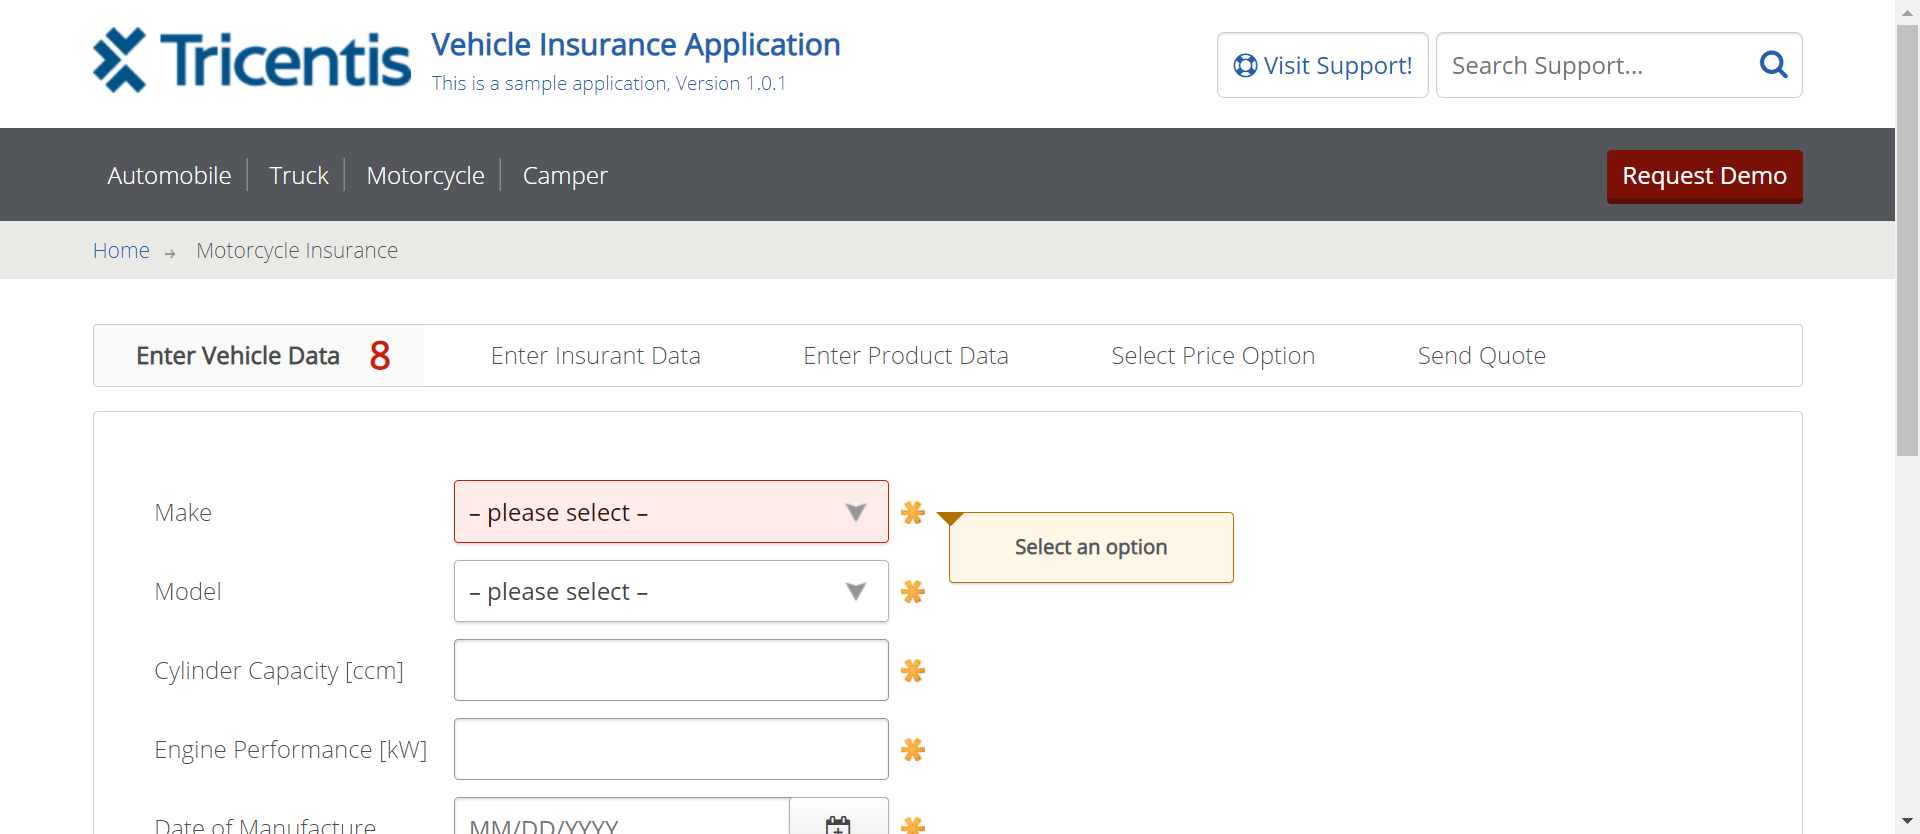 Tricentis
Vehicle Insurance Application
This is a sample application, Version 1.0.1
Visit Support!
Search Support...
Automobile
Truck
Motorcycle
Camper
Request Demo
Home
Motorcycle Insurance
Enter Vehicle Data 8
Enter Insurant Data
Enter Product Data
Select Price Option
Send Quote
Make
– please select –
Select an option
Model
– please select –
Cylinder Capacity [ccm]
Engine Performance [kW]
Date of Manufacture
MM/DD/YYYY